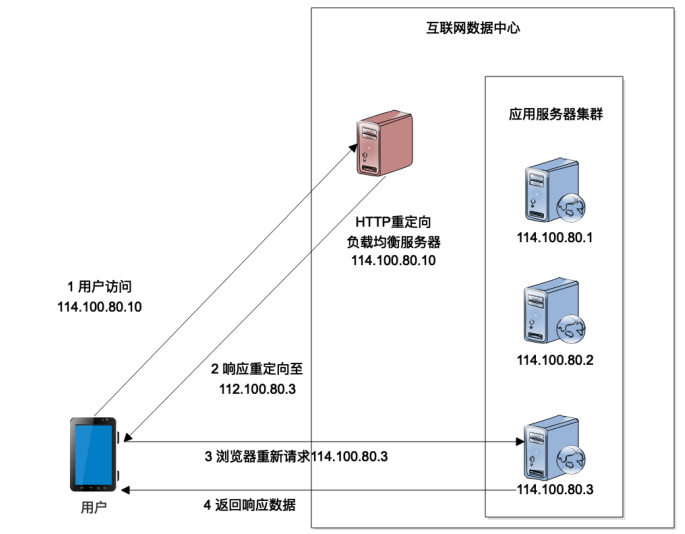 互联网数据中心
应用服务器集群
114.100.80.1
HTTP重定向
负载均衡服务器
114.100.80.10
1 用户访问
114.100.80.10
114.100.80.2
2 响应重定向至
112.100.80.3
3 浏览器重新请求114.100.80.3
114.100.80.3
4 返回响应数据
用户